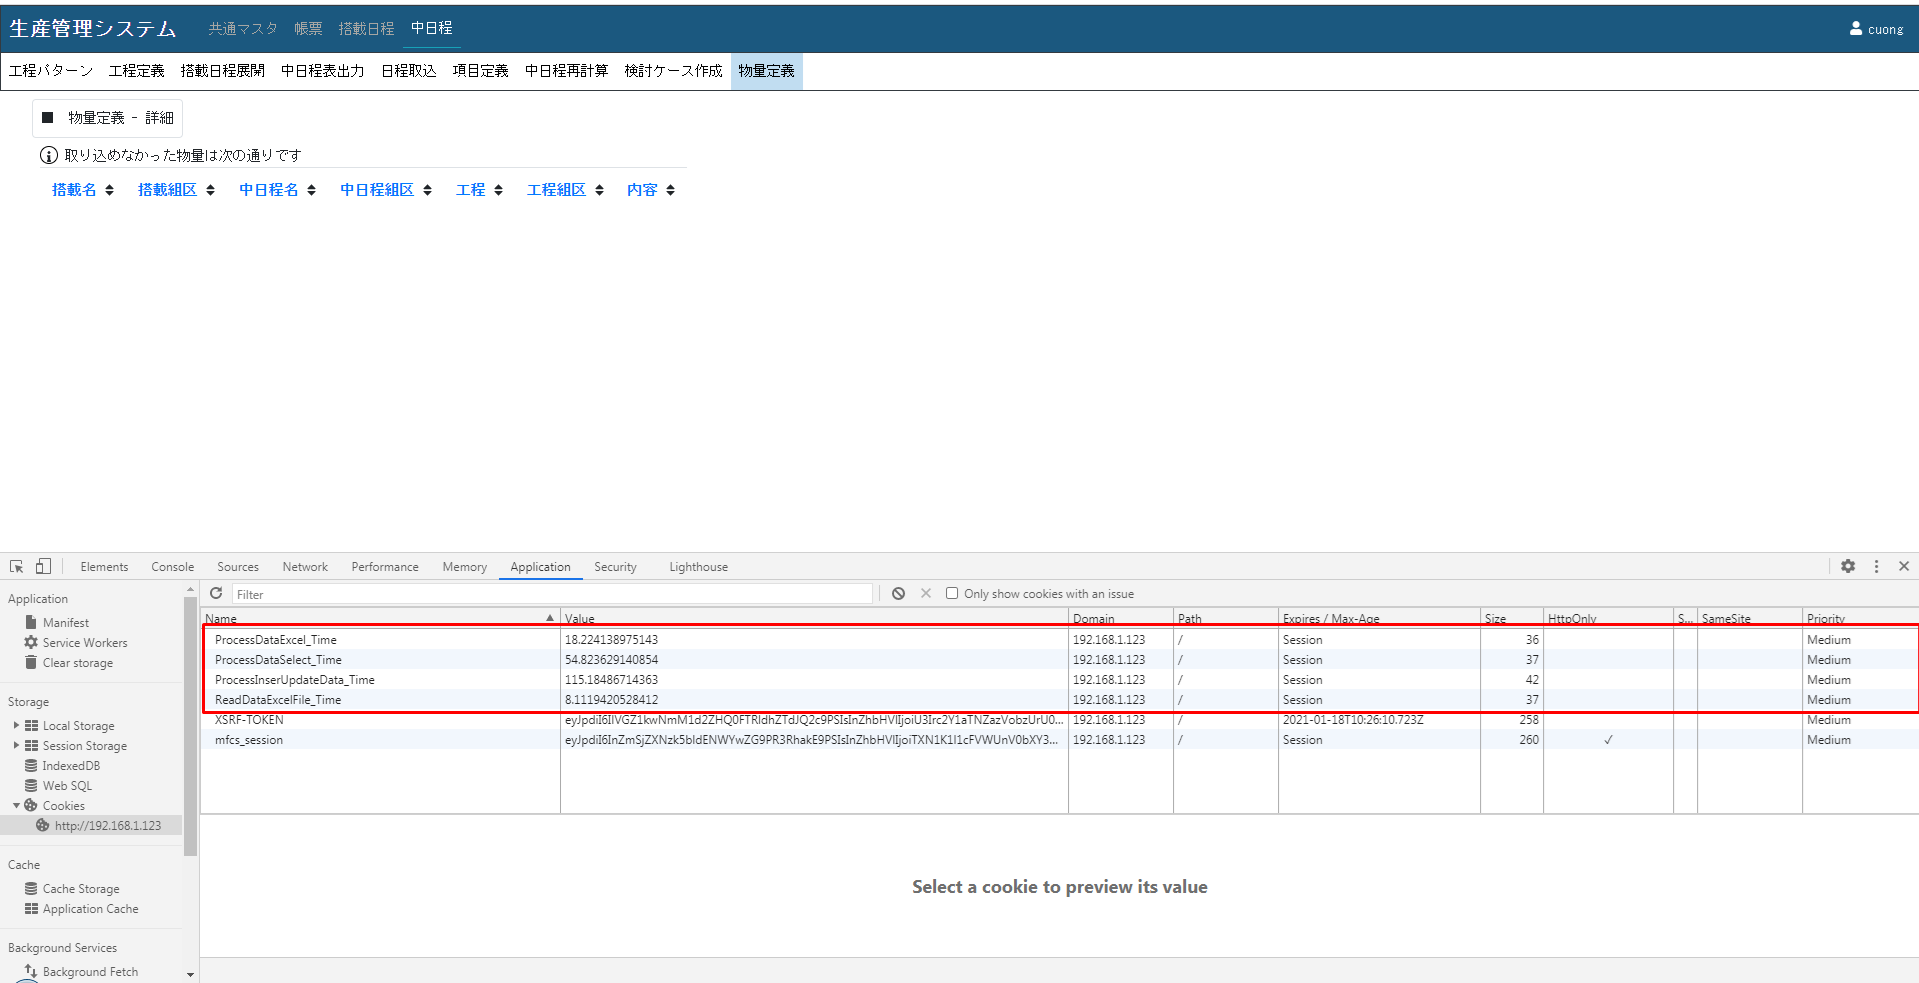 生産管理システム 共通マスタ 帳票 搭載日程 中日程 cuong
工程パターン 工程定義 搭載日程展開 中日程表出力 日程取込 項目定義 中日程再計算 検討ケース作成 物量定義
■ 物量定義 - 詳細
取り込めなかった物量は次の通りです
搭載名 搭載組区 中日程名 中日程組区 工程 工程組区 内容
Elements Console Sources Network Performance Memory Application Security Lighthouse
Application
Manifest
Service Workers
Clear storage
Storage
Local Storage
Session Storage
IndexedDB
Web SQL
Cookies
http://192.168.1.123
Cache
Cache Storage
Application Cache
Background Services
Background Fetch
Filter Only show cookies with an issue
Name Value Domain Path Expires / Max-Age Size HttpOnly S... SameSite Priority
ProcessDataExcel_Time 18.224138975143 192.168.1.123 / Session 36 Medium
ProcessDataSelect_Time 54.823629140854 192.168.1.123 / Session 37 Medium
ProcessInserUpdateData_Time 115.18486714363 192.168.1.123 / Session 42 Medium
ReadDataExcelFile_Time 8.1119420528412 192.168.1.123 / Session 37 Medium
XSRF-TOKEN 192.168.1.123 / 2021-01-18T10:26:10.723Z 258 Medium
mfcs_session 192.168.1.123 / Session 260 ✓ Medium
Select a cookie to preview its value